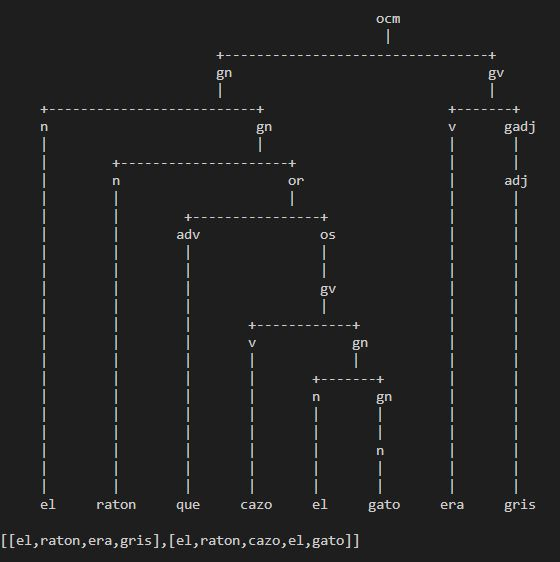 ocm
gn gv
n gn v gadj
n or adj
adv os
gv
v gn
n gn
n
el raton que cazo el gato era gris
[[el,raton,era,gris],[el,raton,cazo,el,gato]]